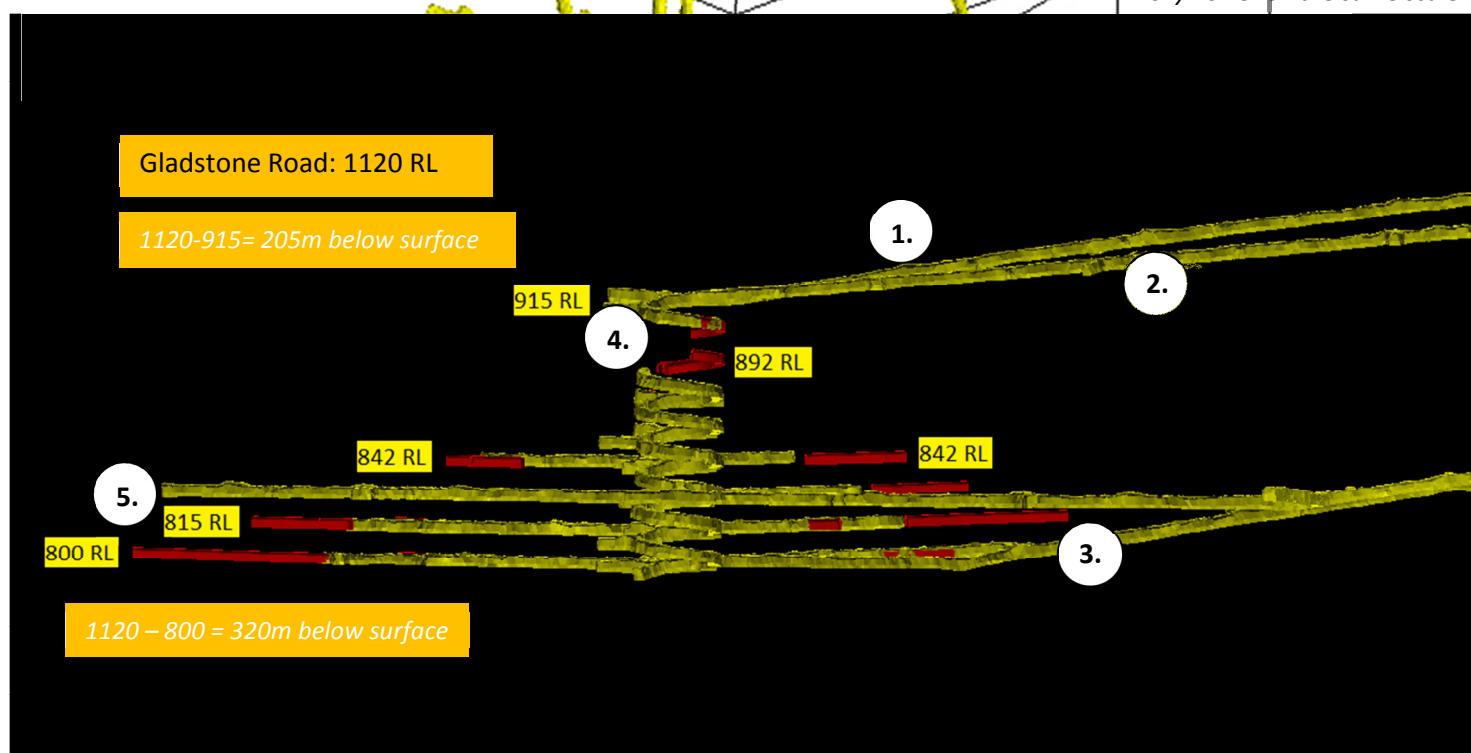 Gladstone Road: 1120 RL
1120-915= 205m below surface
1.
2.
915 RL
4.
892 RL
842 RL
842 RL
5.
815 RL
800 RL
3.
1120 – 800 = 320m below surface